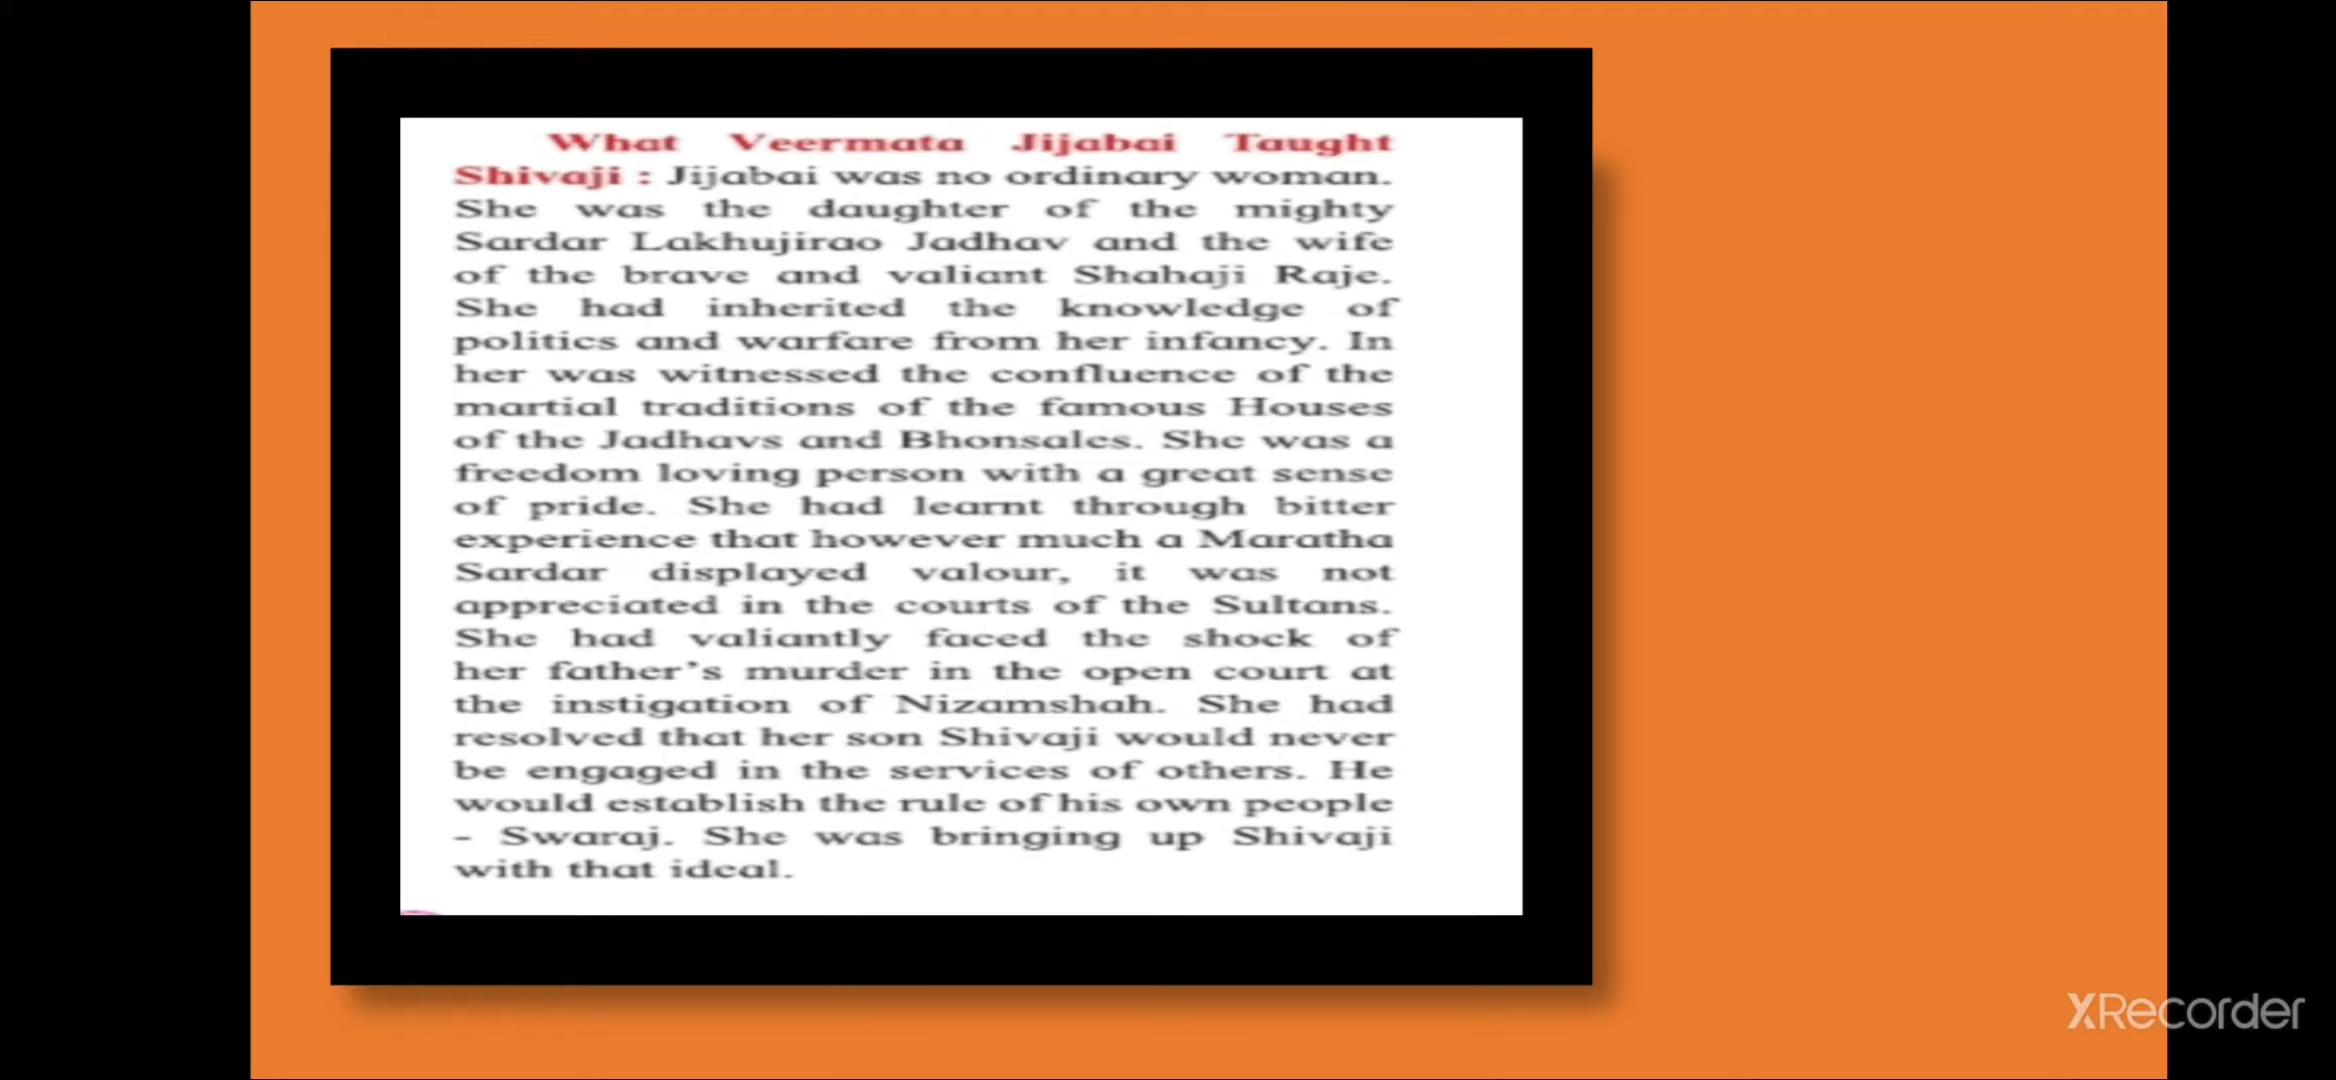 What Veermata Jijabai Taught
Shivaji : Jijabai was no ordinary woman.
She was the daughter of the mighty
Sardar Lakhujirao Jadhav and the wife
of the brave and valiant Shahaji Raje.
She had inherited the knowledge of
politics and warfare from her infancy. In
her was witnessed the confluence of the
martial traditions of the famous Houses
of the Jadhavs and Bhonsales. She was a
freedom loving person with a great sense
of pride. She had learnt through bitter
experience that however much a Maratha
Sardar displayed valour, it was not
appreciated in the courts of the Sultans.
She had valiantly faced the shock of
her father's murder in the open court at
the instigation of Nizamshah. She had
resolved that her son Shivaji would never
be engaged in the services of others. He
would establish the rule of his own people
- Swaraj. She was bringing up Shivaji
with that ideal.
XRecorder